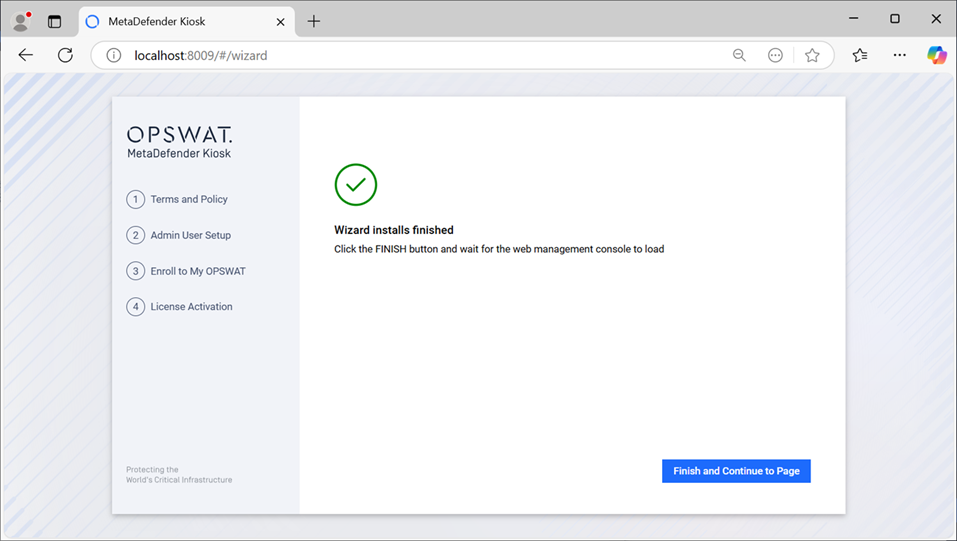 MetaDefender Kiosk
localhost:8009/#/wizard
OPSWAT.
MetaDefender Kiosk
1 Terms and Policy
2 Admin User Setup
3 Enroll to My OPSWAT
4 License Activation
Protecting the
World's Critical Infrastructure
Wizard installs finished
Click the FINISH button and wait for the web management console to load
Finish and Continue to Page